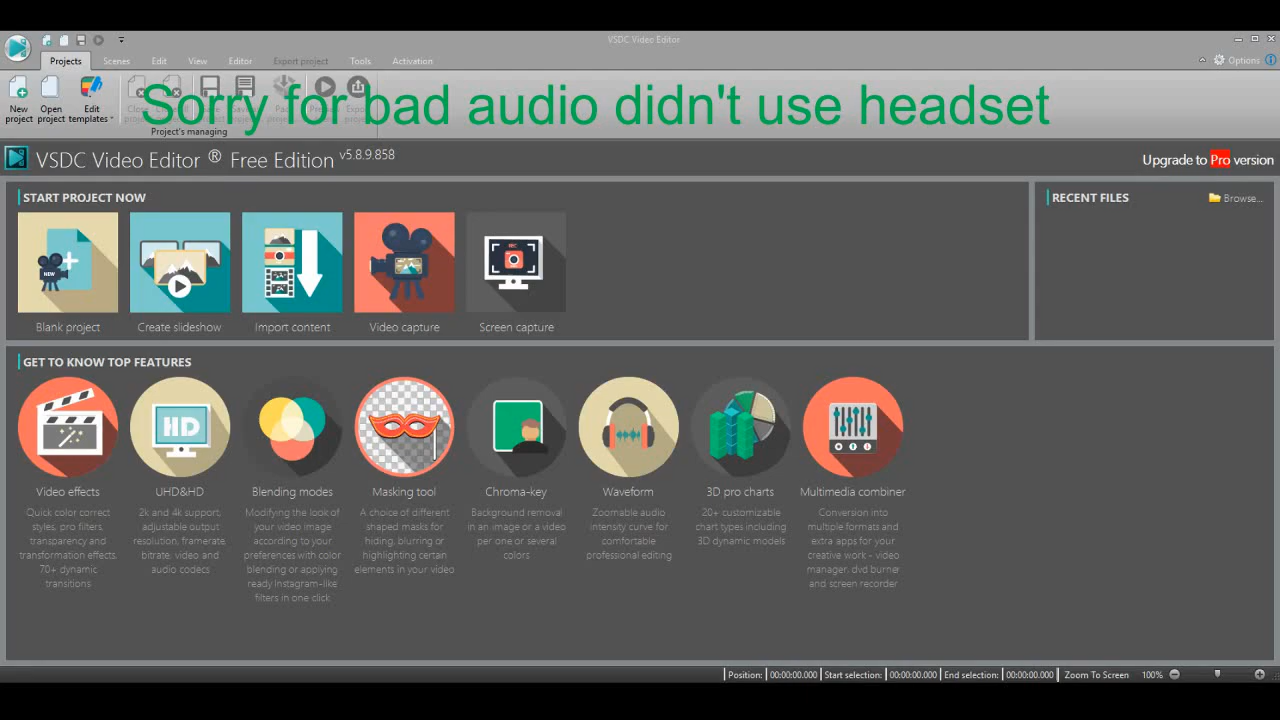 VSDC Video Editor
Projects Scenes Edit View Editor Export project Tools Activation
Options
Sorry for bad audio didn't use headset
New project
Open project
Edit templates
Project's managing
VSDC Video Editor ® Free Edition v5.8.9.858
Upgrade to Pro version
START PROJECT NOW
RECENT FILES
Browse...
NEW
REC
Blank project
Create slideshow
Import content
Video capture
Screen capture
GET TO KNOW TOP FEATURES
HD
Video effects
Quick color correct
styles, pro filters,
transparency and
transformation effects,
70+ dynamic
transitions
UHD&HD
2k and 4k support,
adjustable output
resolution, framerate,
bitrate, video and
audio codecs
Blending modes
Modifying the look of
your video image
according to your
preferences with color
blending or applying
ready Instagram-like
filters in one click
Masking tool
A choice of different
shaped masks for
hiding, blurring or
highlighting certain
elements in your video
Chroma-key
Background removal
in an image or a video
per one or several
colors
Waveform
Zoomable audio
intensity curve for
comfortable
professional editing
3D pro charts
20+ customizable
chart types including
3D dynamic models
Multimedia combiner
Conversion into
multiple formats and
extra apps for your
creative work - video
manager, dvd burner
and screen recorder
Position: 00:00:00.000 Start selection: 00:00:00.000 End selection: 00:00:00.000 Zoom To Screen 100%